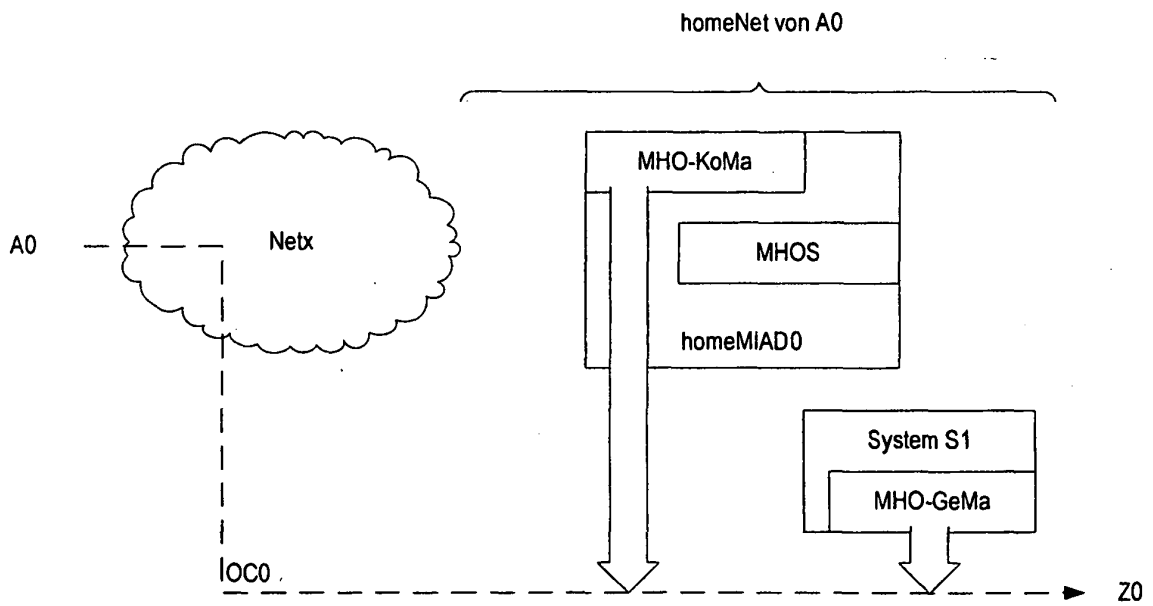 homeNet von A0
MHO-KoMa
A0
Netx
MHOS
homeMIAD0
System S1
MHO-GeMa
OC0
Z0